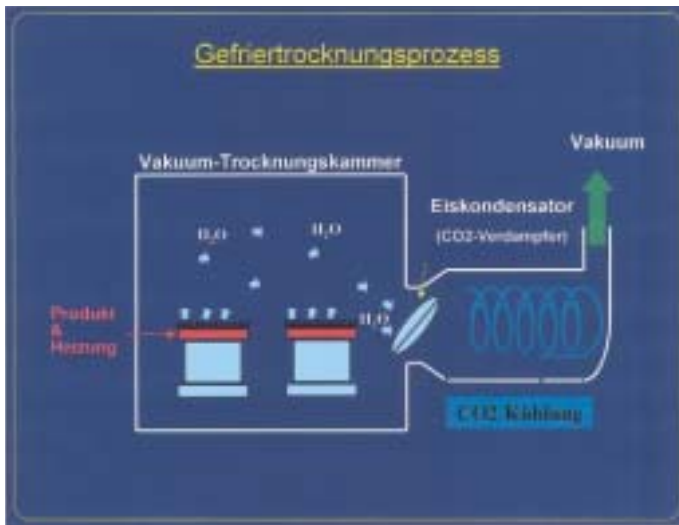 Gefriertrocknungsprozess
Vakuum
Vakuum-Trocknungskammer
Eiskondensator
(CO2-Verdampfer)
H₂O
H₂O
H₂O
Produkt
&
Heizung
CO2 Kühlung